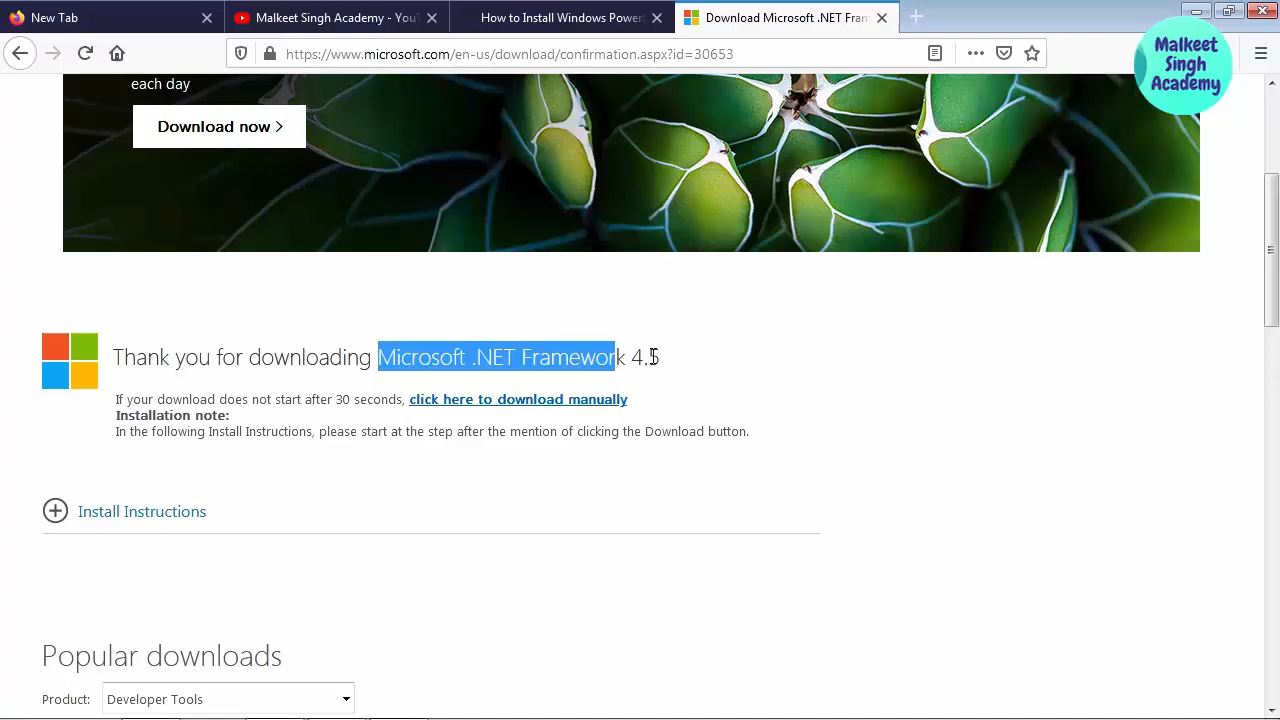 New Tab
Malkeet Singh Academy - YouT
How to Install Windows Power
Download Microsoft .NET Fram
https://www.microsoft.com/en-us/download/confirmation.aspx?id=30653
Malkeet
Singh
Academy
each day
Download now
Thank you for downloading Microsoft .NET Framework 4.5
If your download does not start after 30 seconds, click here to download manually
Installation note:
In the following Install Instructions, please start at the step after the mention of clicking the Download button.
Install Instructions
Popular downloads
Product: Developer Tools